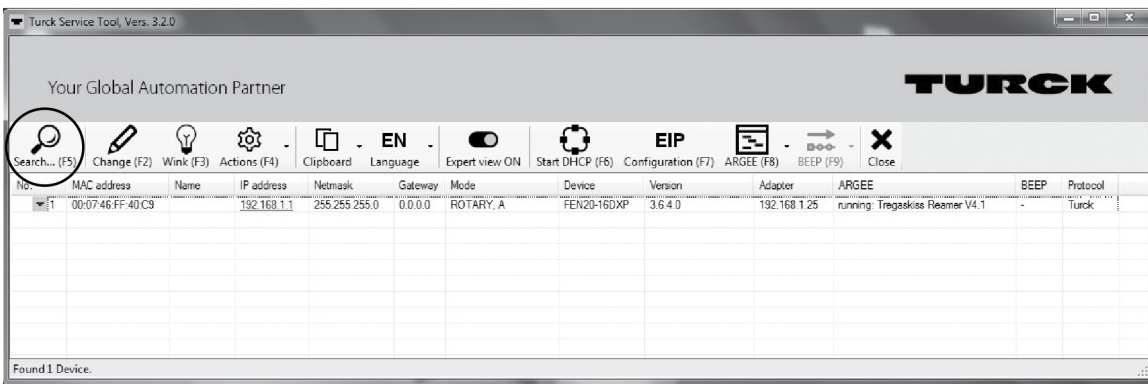 Turck Service Tool, Vers. 3.2.0
Your Global Automation Partner
TURCK
EN
EIP
Search... (F5) Change (F2) Wink (F3) Actions (F4) Clipboard Language Expert view ON Start DHCP (F6) Configuration (F7) ARGEE (F8) BEEP (F9) Close
No. MAC address Name IP address Netmask Gateway Mode Device Version Adapter ARGEE BEEP Protocol
1 00:07:46:FF:40:C9 192.168.1.1 255.255.255.0 0.0.0.0 ROTARY, A FEN20-16DXP 3.6.4.0 192.168.1.25 running: Tregaskiss Reamer V4.1 - Turck
Found 1 Device.